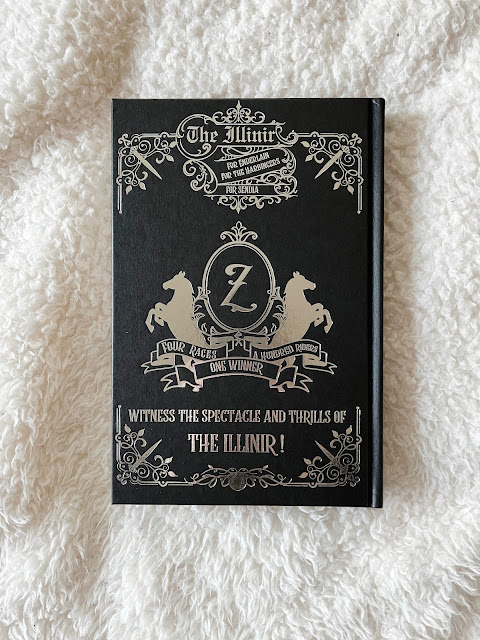 The Illinir
FOR ENDERLAIN
FOR THE HARBINGERS
FOR SENDIA
Z
FOUR RACES
A HUNDRED RIDERS
ONE WINNER
WITNESS THE SPECTACLE AND THRILLS OF
THE ILLINIR!